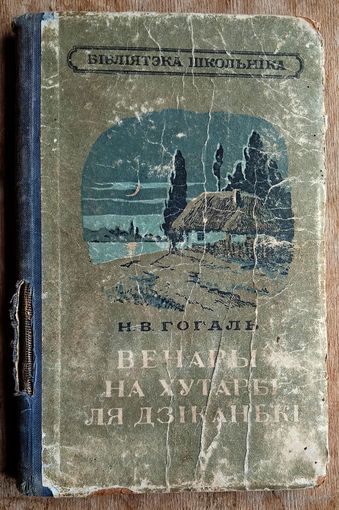 БІБЛІЯТЭКА ШКОЛЬНІКА
Н. В. ГОГАЛЬ
ВЕЧАРЫ
НА ХУТАРЫ
ЛЯ ДЗІКАНЬКІ